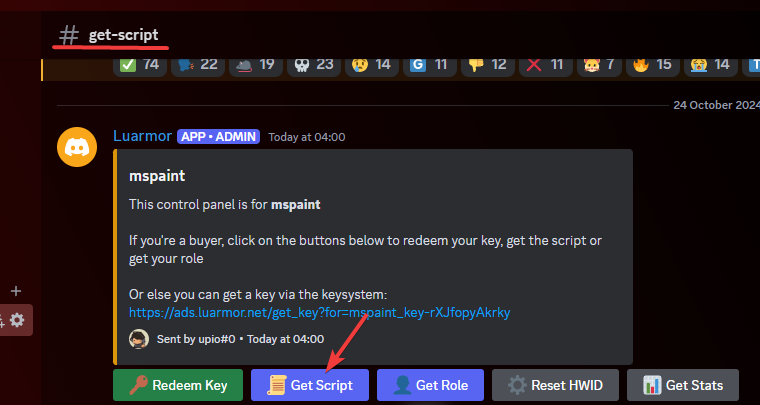 # get-script
74 22 19 23 14 11 12 11 7 15 14
24 October 2024
Luarmor APP • ADMIN Today at 04:00
mspaint
This control panel is for mspaint
If you're a buyer, click on the buttons below to redeem your key, get the script or
get your role
Or else you can get a key via the keysystem:
https://ads.luarmor.net/get_key?for=mspaint_key-rXJfopyAkrky
Sent by upio#0 • Today at 04:00
Redeem Key Get Script Get Role Reset HWID Get Stats